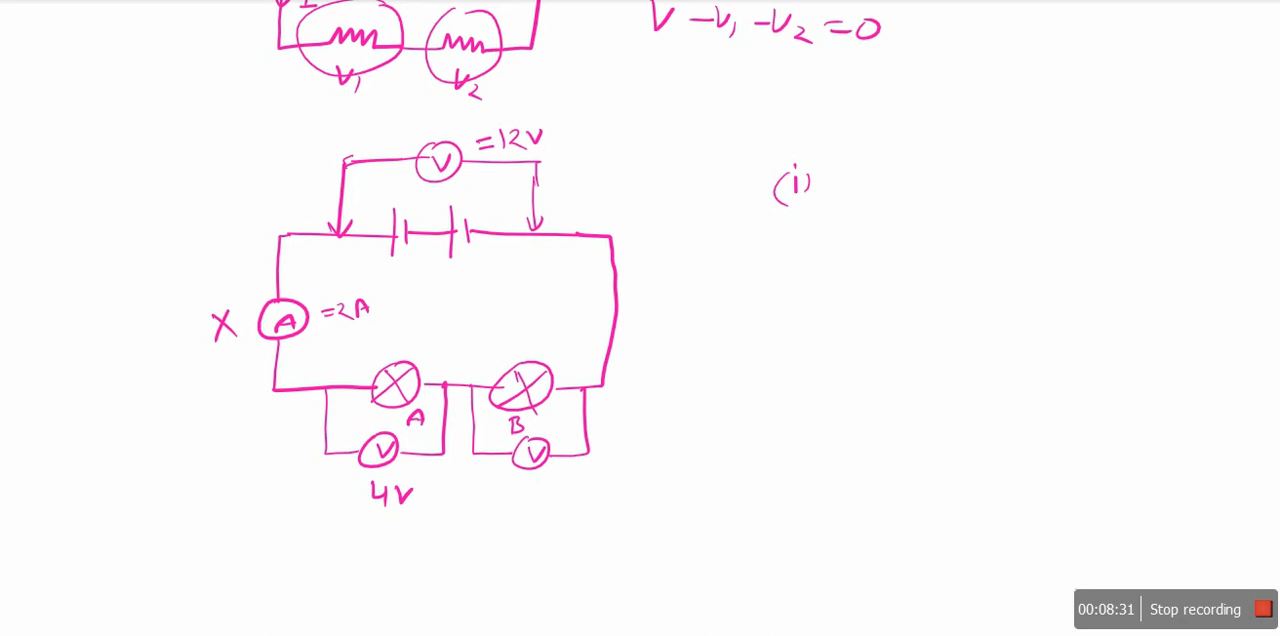 I
V₁
V₂
V - V₁ - V₂ = 0
V
= 12V
(i)
X
A
= 2A
A
B
V
V
4V
00:08:31 Stop recording